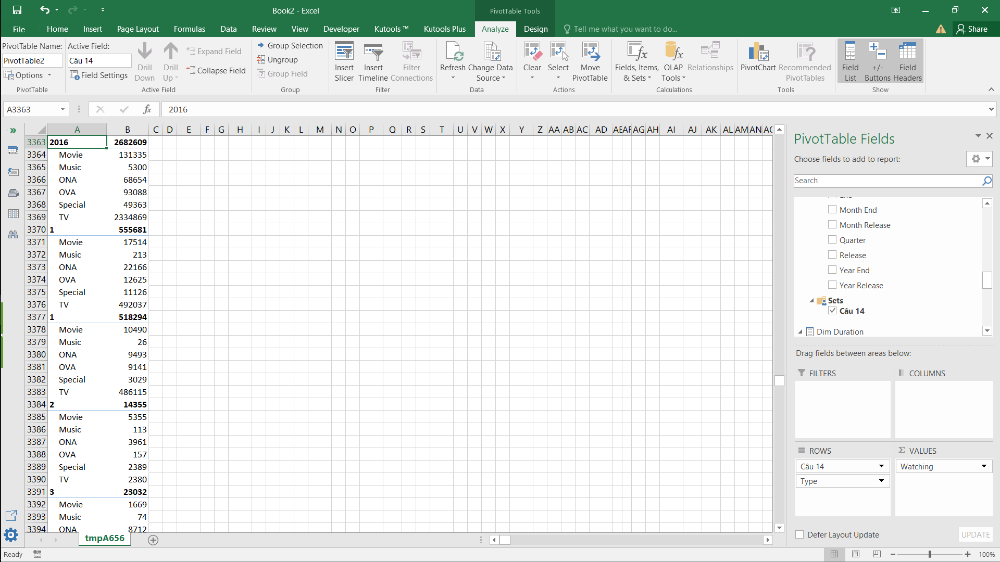 Book2 - Excel
PivotTable Tools
File Home Insert Page Layout Formulas Data Review View Developer Kutools ™ Kutools Plus Analyze Design Tell me what you want to do... Share
PivotTable Name:
PivotTable2
Options
PivotTable
Active Field:
Câu 14
Field Settings
Drill Down
Drill Up
Expand Field
Collapse Field
Active Field
Group Selection
Ungroup
Group Field
Group
Insert Slicer
Insert Timeline
Filter Connections
Filter
Refresh
Change Data Source
Data
Clear
Select
Move PivotTable
Actions
Fields, Items, & Sets
OLAP Tools
Relationships
Calculations
PivotChart
Recommended PivotTables
Tools
Field List
+/- Buttons
Field Headers
Show
A3363 fx 2016
A B C D E F G H I J K L M N O P Q R S T U V W X Y Z AA AB AC AD AE AF AG AH AI AJ AK AL AM AN
3363 2016 2682609
3364 Movie 131335
3365 Music 5300
3366 ONA 68654
3367 OVA 93088
3368 Special 49363
3369 TV 2334869
3370 1 555681
3371 Movie 17514
3372 Music 213
3373 ONA 22166
3374 OVA 12625
3375 Special 11126
3376 TV 492037
3377 1 518294
3378 Movie 10490
3379 Music 26
3380 ONA 9493
3381 OVA 9141
3382 Special 3029
3383 TV 486115
3384 2 14355
3385 Movie 5355
3386 Music 113
3387 ONA 3961
3388 OVA 157
3389 Special 2389
3390 TV 2380
3391 3 23032
3392 Movie 1669
3393 Music 74
3394 ONA 8712
tmpA656
Ready
100%
PivotTable Fields
Choose fields to add to report:
Search
Month End
Month Release
Quarter
Release
Year End
Year Release
Sets
Câu 14
Dim Duration
Drag fields between areas below:
FILTERS
COLUMNS
ROWS
Câu 14
Type
VALUES
Watching
Defer Layout Update
UPDATE